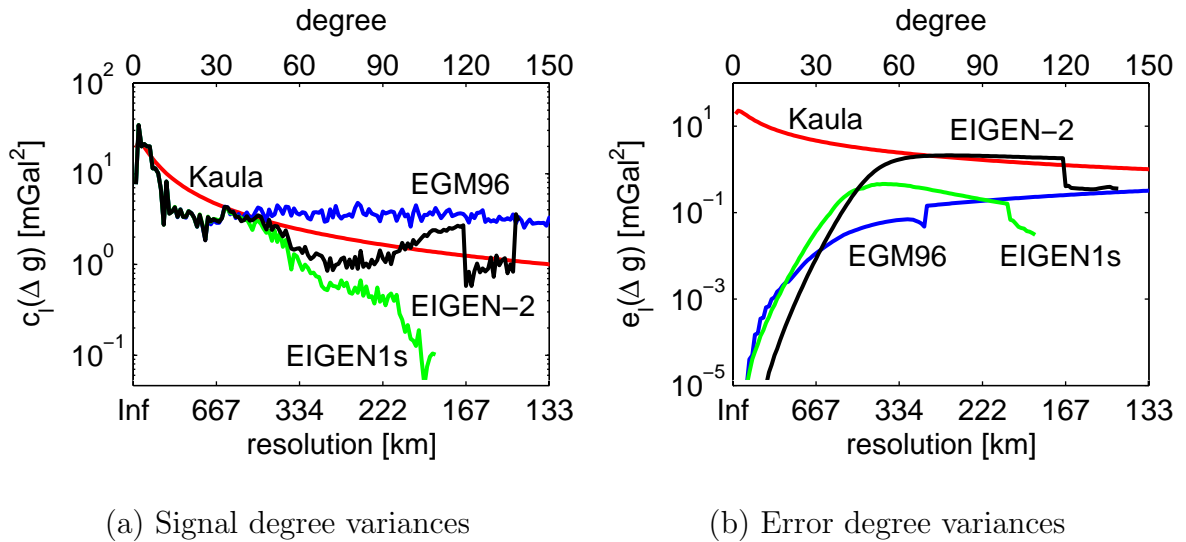 degree
0 30 60 90 120 150
10^2
10^1
10^0
10^−1
c_l(Δ g) [mGal^2]
Kaula
EGM96
EIGEN−2
EIGEN1s
Inf 667 334 222 167 133
resolution [km]
(a) Signal degree variances
degree
0 30 60 90 120 150
10^1
10^−1
10^−3
10^−5
e_l(Δ g) [mGal^2]
Kaula
EIGEN−2
EGM96
EIGEN1s
Inf 667 334 222 167 133
resolution [km]
(b) Error degree variances